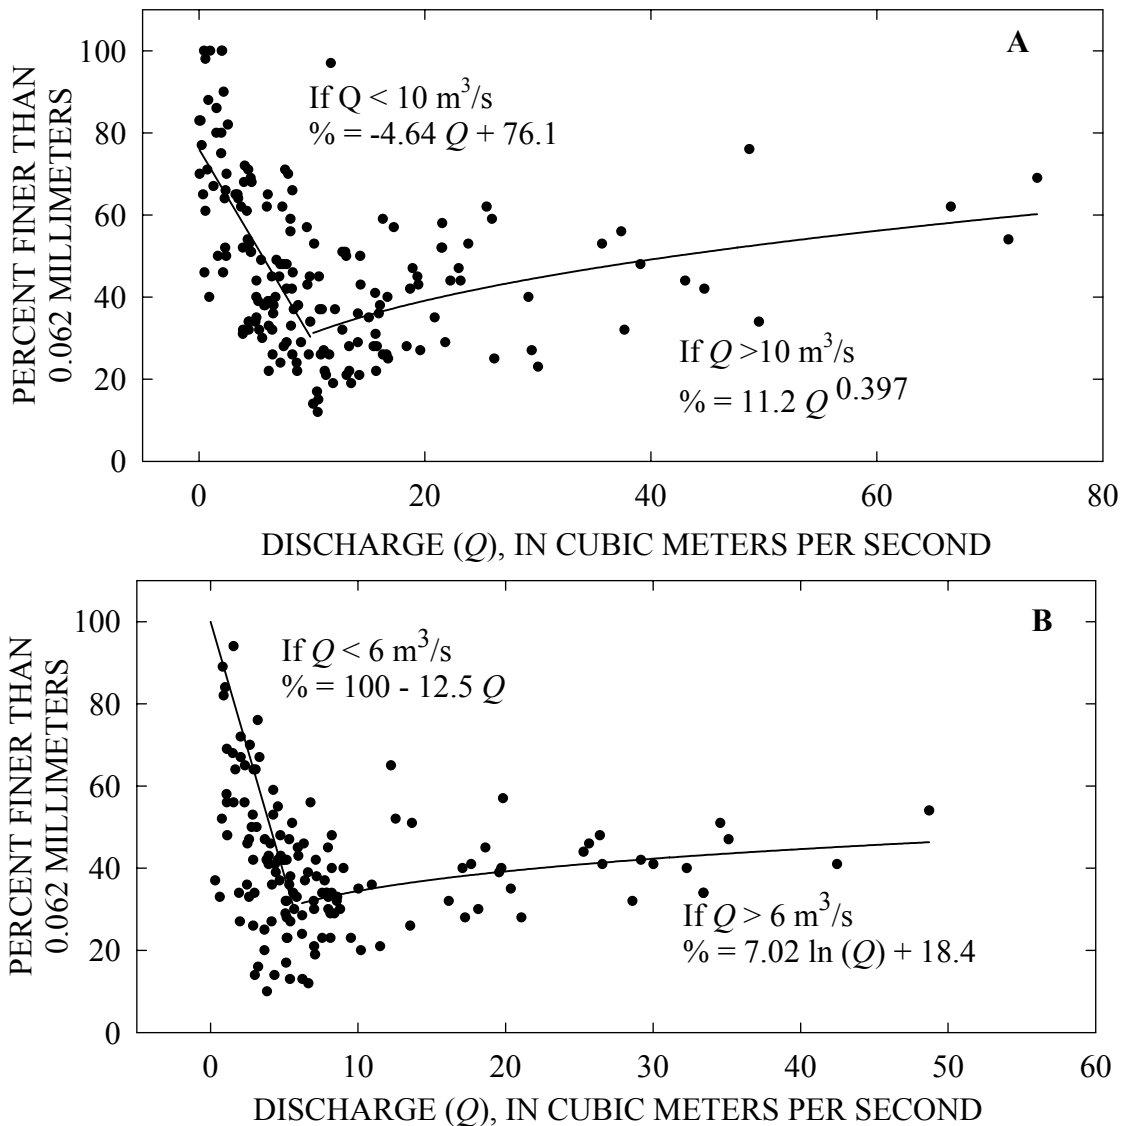 A
100
80
60
40
20
0
PERCENT FINER THAN
0.062 MILLIMETERS
If Q < 10 m³/s
% = -4.64 Q + 76.1
If Q >10 m³/s
% = 11.2 Q^0.397
0 20 40 60 80
DISCHARGE (Q), IN CUBIC METERS PER SECOND
B
100
80
60
40
20
0
PERCENT FINER THAN
0.062 MILLIMETERS
If Q < 6 m³/s
% = 100 - 12.5 Q
If Q > 6 m³/s
% = 7.02 ln (Q) + 18.4
0 10 20 30 40 50 60
DISCHARGE (Q), IN CUBIC METERS PER SECOND